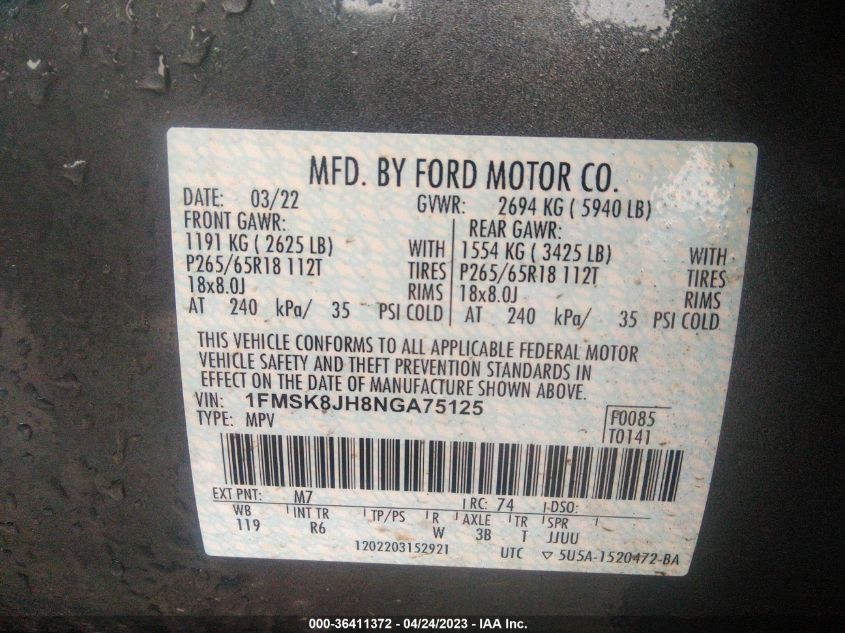 MFD. BY FORD MOTOR CO.
DATE: 03/22 GVWR: 2694 KG ( 5940 LB)
FRONT GAWR: REAR GAWR:
1191 KG ( 2625 LB) WITH 1554 KG ( 3425 LB) WITH
P265/65R18 112T TIRES P265/65R18 112T TIRES
18x8.0J RIMS 18x8.0J RIMS
AT 240 kPa/ 35 PSI COLD AT 240 kPa/ 35 PSI COLD
THIS VEHICLE CONFORMS TO ALL APPLICABLE FEDERAL MOTOR
VEHICLE SAFETY AND THEFT PREVENTION STANDARDS IN
EFFECT ON THE DATE OF MANUFACTURE SHOWN ABOVE.
VIN: 1FMSK8JH8NGA75125 F0085
TYPE: MPV T0141
EXT PNT: M7 RC: 74 DSO:
WB INT TR TP/PS R AXLE TR SPR
119 R6 W 3B T JJUU
1202203152921 UTC ▽ 5U5A-1520472-BA
000-36411372 - 04/24/2023 - IAA Inc.